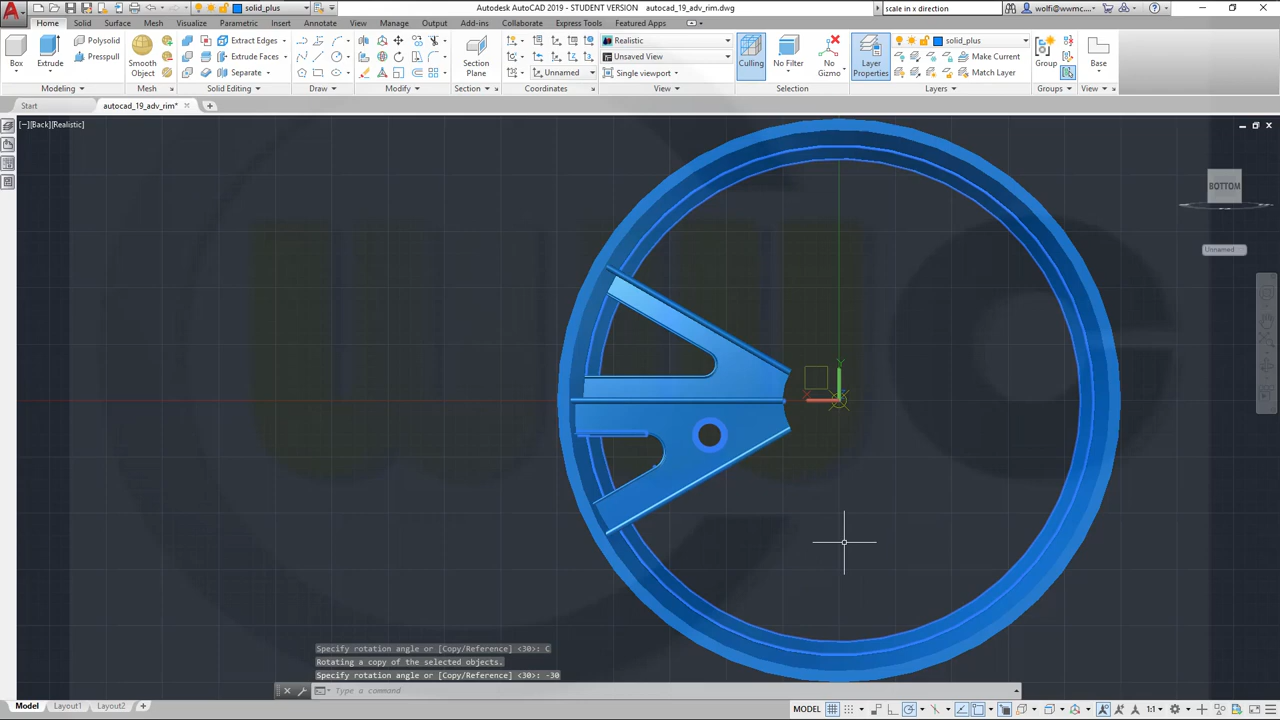 solid_plus
Autodesk AutoCAD 2019 - STUDENT VERSION autocad_19_adv_rim.dwg
scale in x direction
wolfi@wwmc....
Home Solid Surface Mesh Visualize Parametric Insert Annotate View Manage Output Add-ins Collaborate Express Tools Featured Apps
Box
Extrude
Polysolid
Presspull
Modeling
Smooth
Object
Mesh
Extract Edges
Extrude Faces
Separate
Solid Editing
Draw
Modify
Section
Plane
Section
Unnamed
Coordinates
Realistic
Unsaved View
Single viewport
View
Culling
No Filter
No
Gizmo
Selection
Layer
Properties
solid_plus
Make Current
Match Layer
Layers
Group
Groups
Base
View
Start
autocad_19_adv_rim*
[−][Back][Realistic]
BOTTOM
Unnamed
Y
X
Specify rotation angle or [Copy/Reference] <30>: C
Rotating a copy of the selected objects.
Specify rotation angle or [Copy/Reference] <30>: -30
Type a command
Model Layout1 Layout2
MODEL
1:1